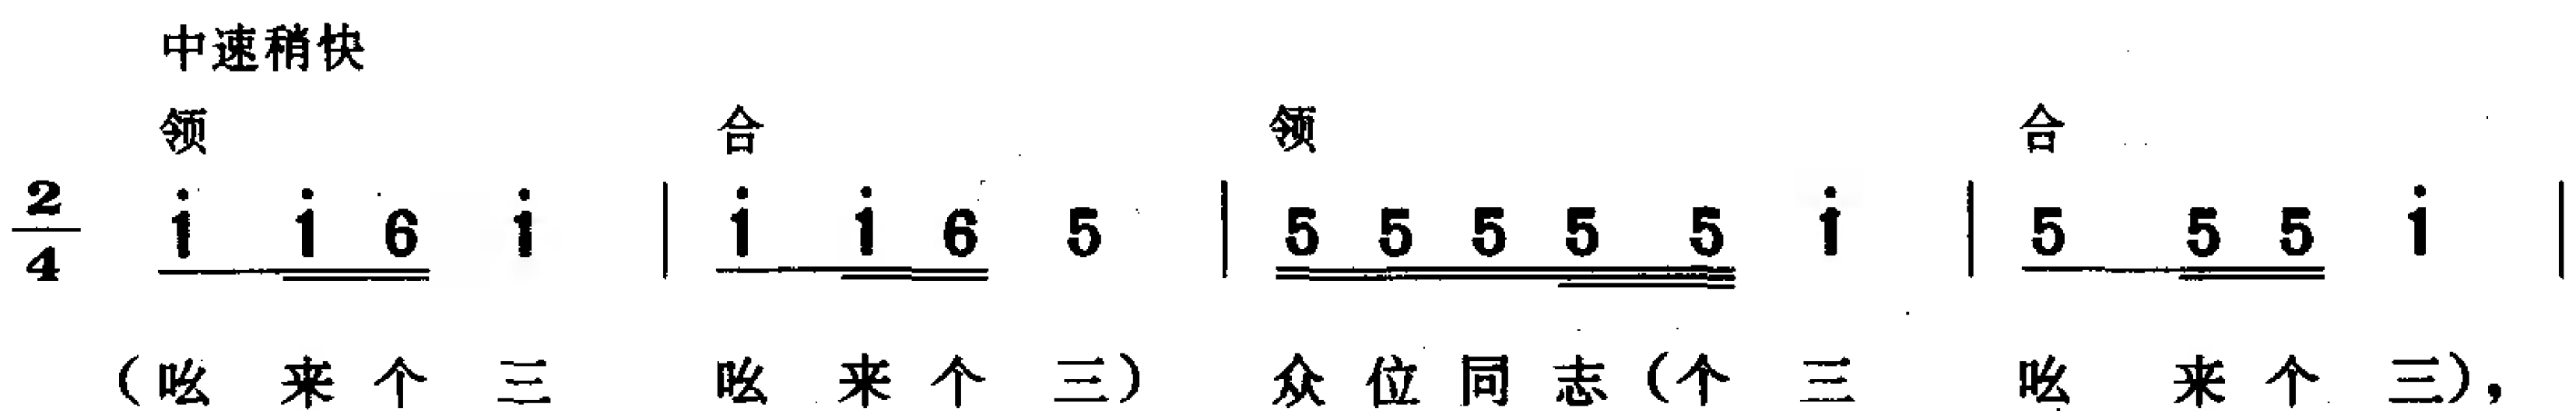 中速稍快
领 合 领 合
2/4 i̇ i̇ 6 i̇ | i̇ i̇ 6 5 | 5 5 5 5 5 i̇ | 5 5 5 i̇ |
（吆 来 个 三 吆 来 个 三） 众 位 同 志（个 三 吆 来 个 三），